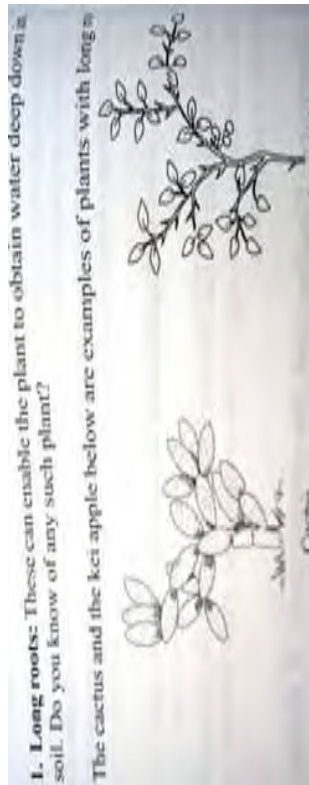 1. Long roots: These can enable the plant to obtain water deep down in
soil. Do you know of any such plant?
The cactus and the kei apple below are examples of plants with long